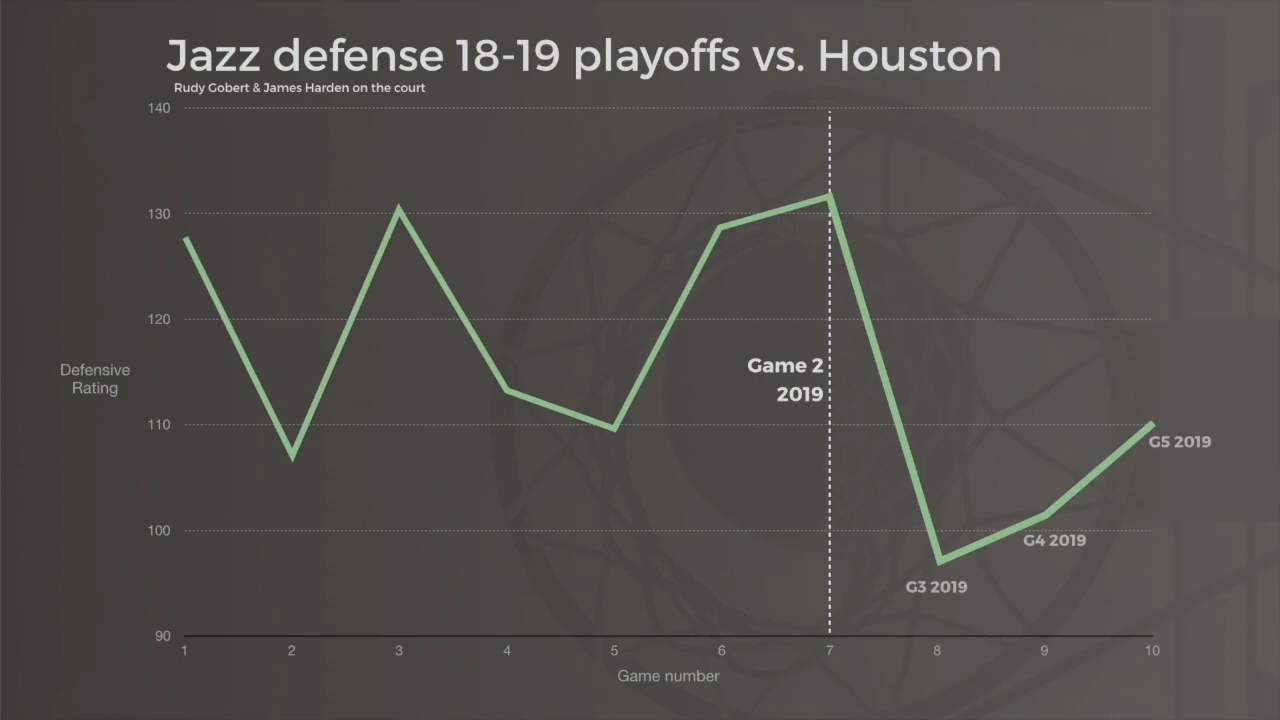 Jazz defense 18-19 playoffs vs. Houston
Rudy Gobert & James Harden on the court
140
130
120
110
100
90
Defensive
Rating
Game 2
2019
G3 2019
G4 2019
G5 2019
1 2 3 4 5 6 7 8 9 10
Game number